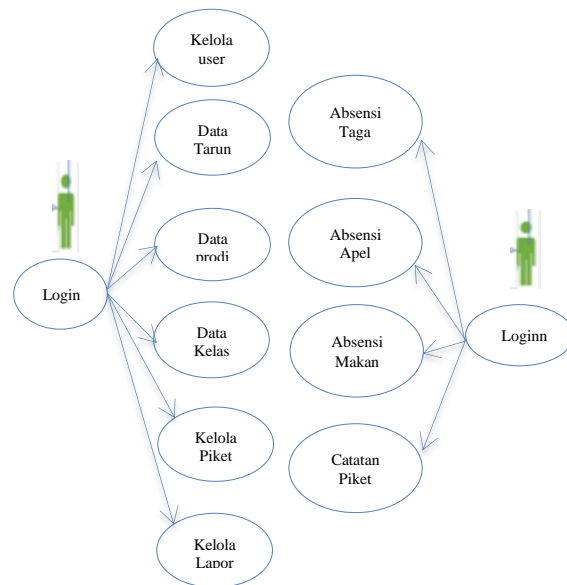 Kelola
user
Data
Tarun
Data
prodi
Data
Kelas
Kelola
Piket
Kelola
Lapor
Login
Absensi
Taga
Absensi
Apel
Absensi
Makan
Catatan
Piket
Loginn